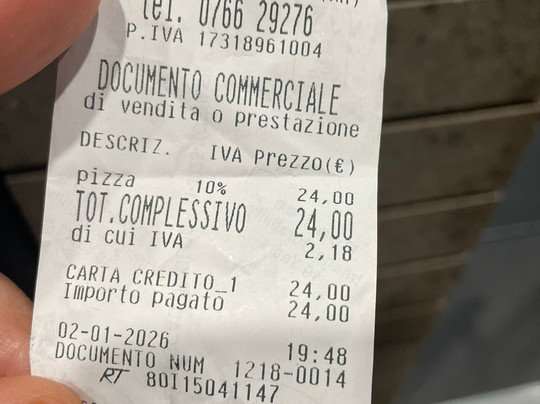 tel. 0766 29276
P.IVA 17318961004
DOCUMENTO COMMERCIALE
di vendita o prestazione
DESCRIZ. IVA Prezzo(€)
pizza 10% 24,00
TOT.COMPLESSIVO 24,00
di cui IVA 2,18
CARTA CREDITO_1 24,00
Importo pagato 24,00
02-01-2026 19:48
DOCUMENTO NUM 1218-0014
RT 80I15041147